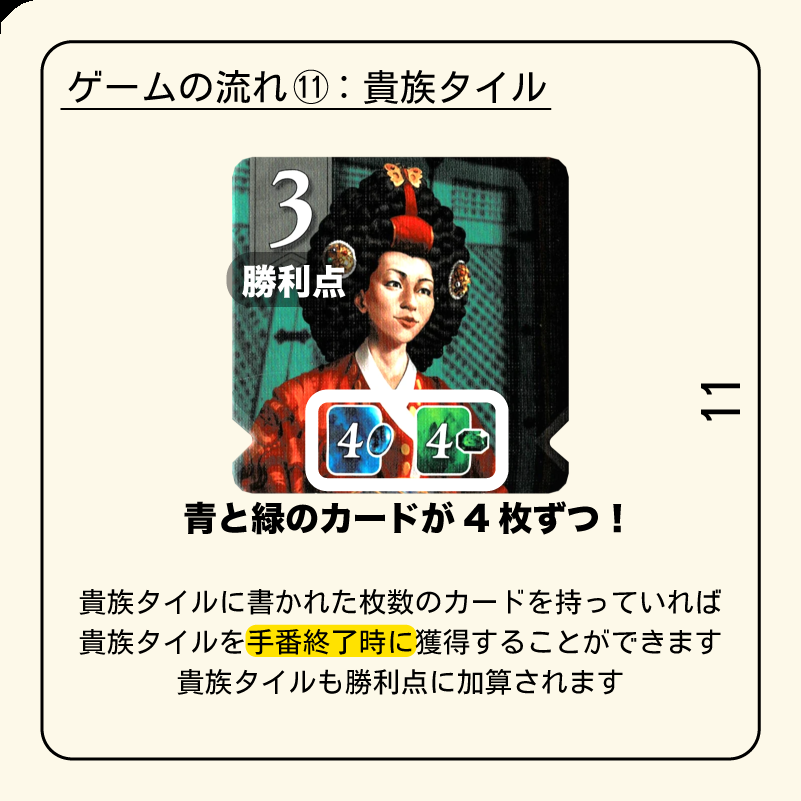 ゲームの流れ⑪：貴族タイル
3
勝利点
4 4
青と緑のカードが4枚ずつ！
貴族タイルに書かれた枚数のカードを持っていれば
貴族タイルを手番終了時に獲得することができます
貴族タイルも勝利点に加算されます
11